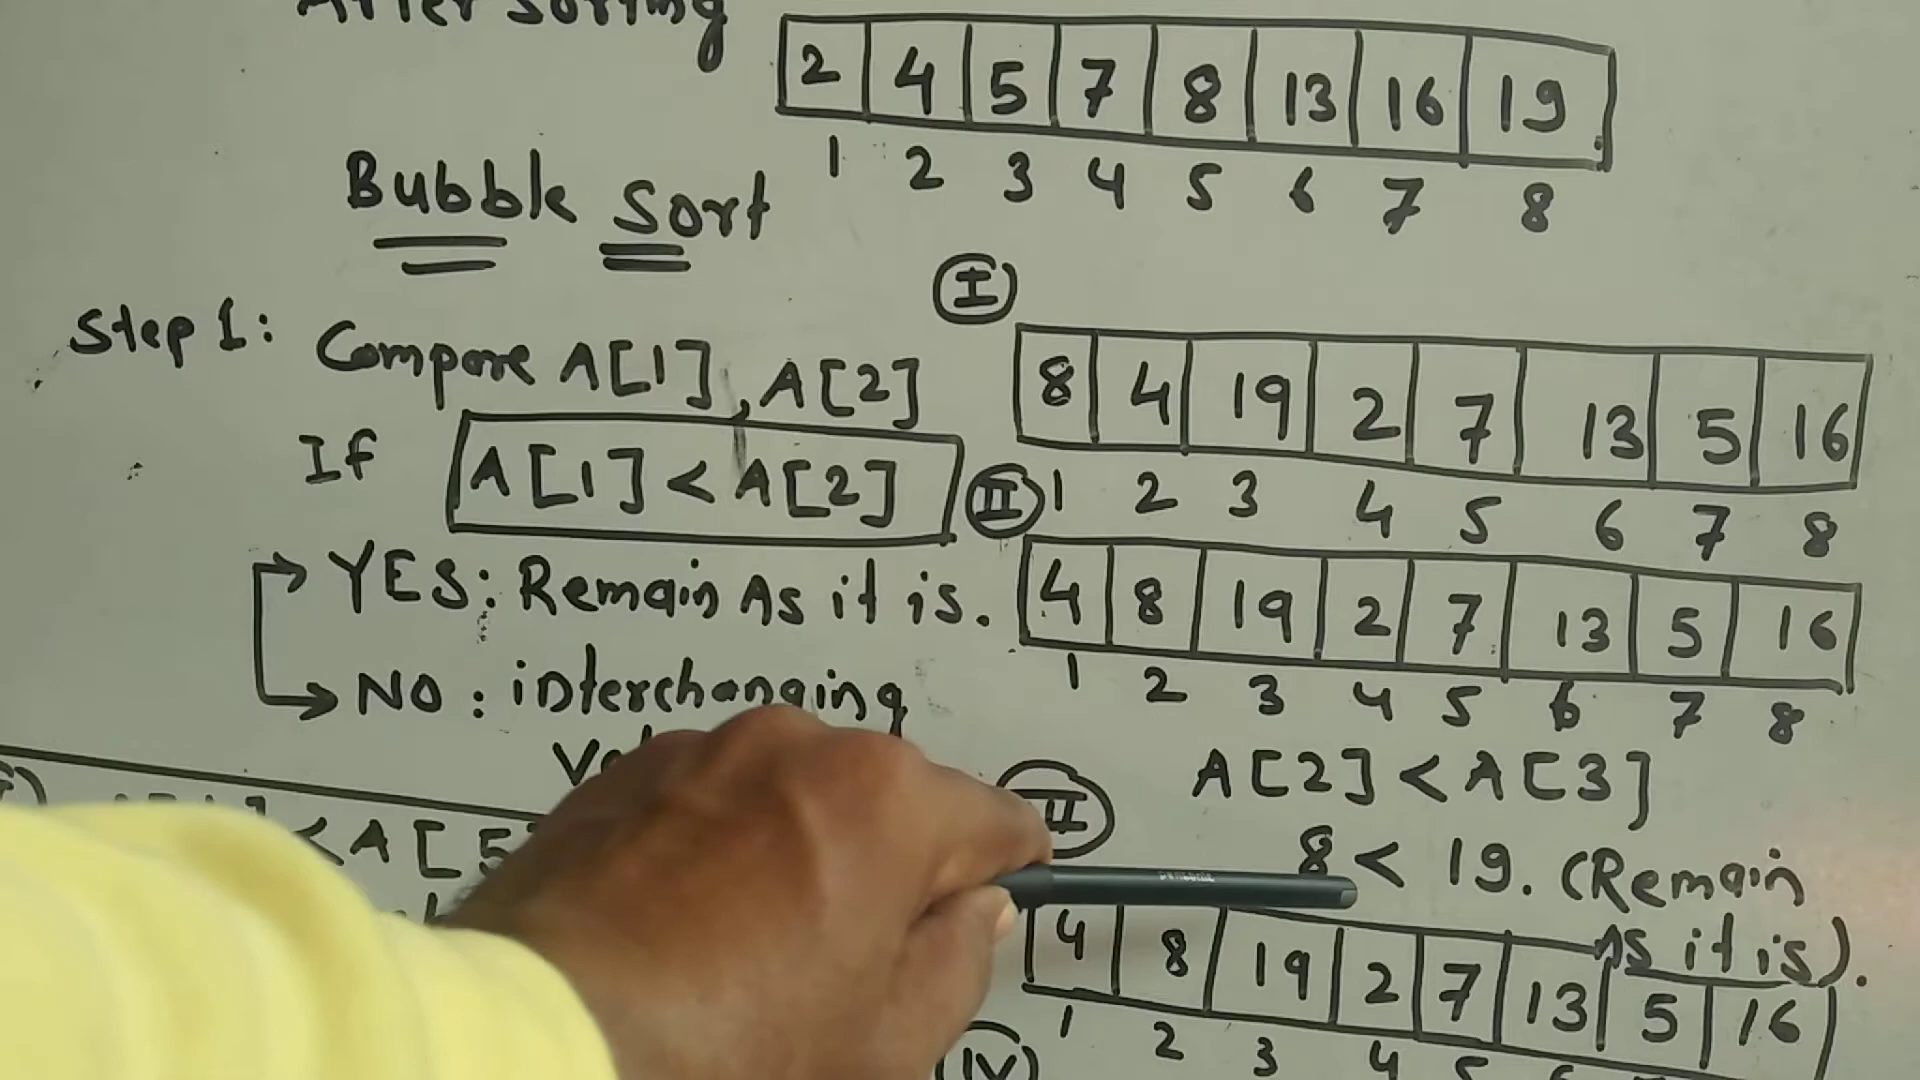 After Sorting
2 4 5 7 8 13 16 19
1 2 3 4 5 6 7 8
Bubble Sort
Step 1: Compare A[1], A[2]
If A[1] < A[2]
YES: Remain As it is.
NO: interchanging
I
8 4 19 2 7 13 5 16
1 2 3 4 5 6 7 8
II
4 8 19 2 7 13 5 16
1 2 3 4 5 6 7 8
A[2] < A[3]
8 < 19. (Remain
As it is).
4 8 19 2 7 13 5 16
1 2 3 4 5
IV
< A[5]